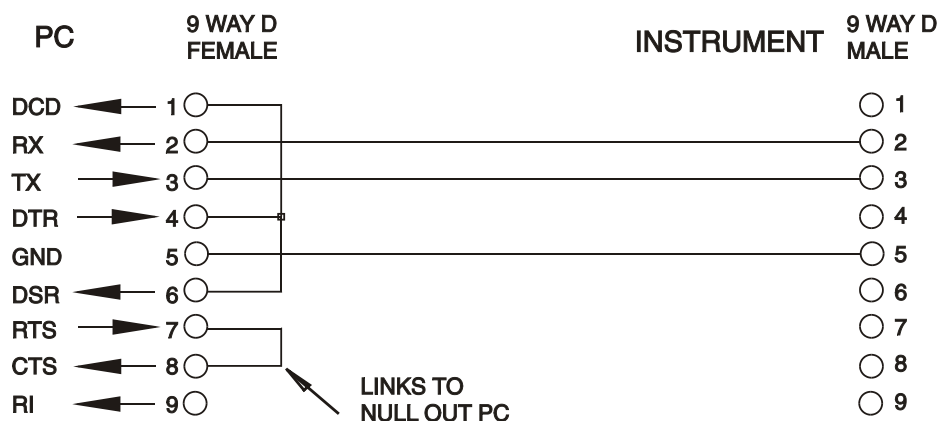 PC
9 WAY D
FEMALE
INSTRUMENT
9 WAY D
MALE
DCD 1 1
RX 2 2
TX 3 3
DTR 4 4
GND 5 5
DSR 6 6
RTS 7 7
CTS 8 8
RI 9 9
LINKS TO
NULL OUT PC